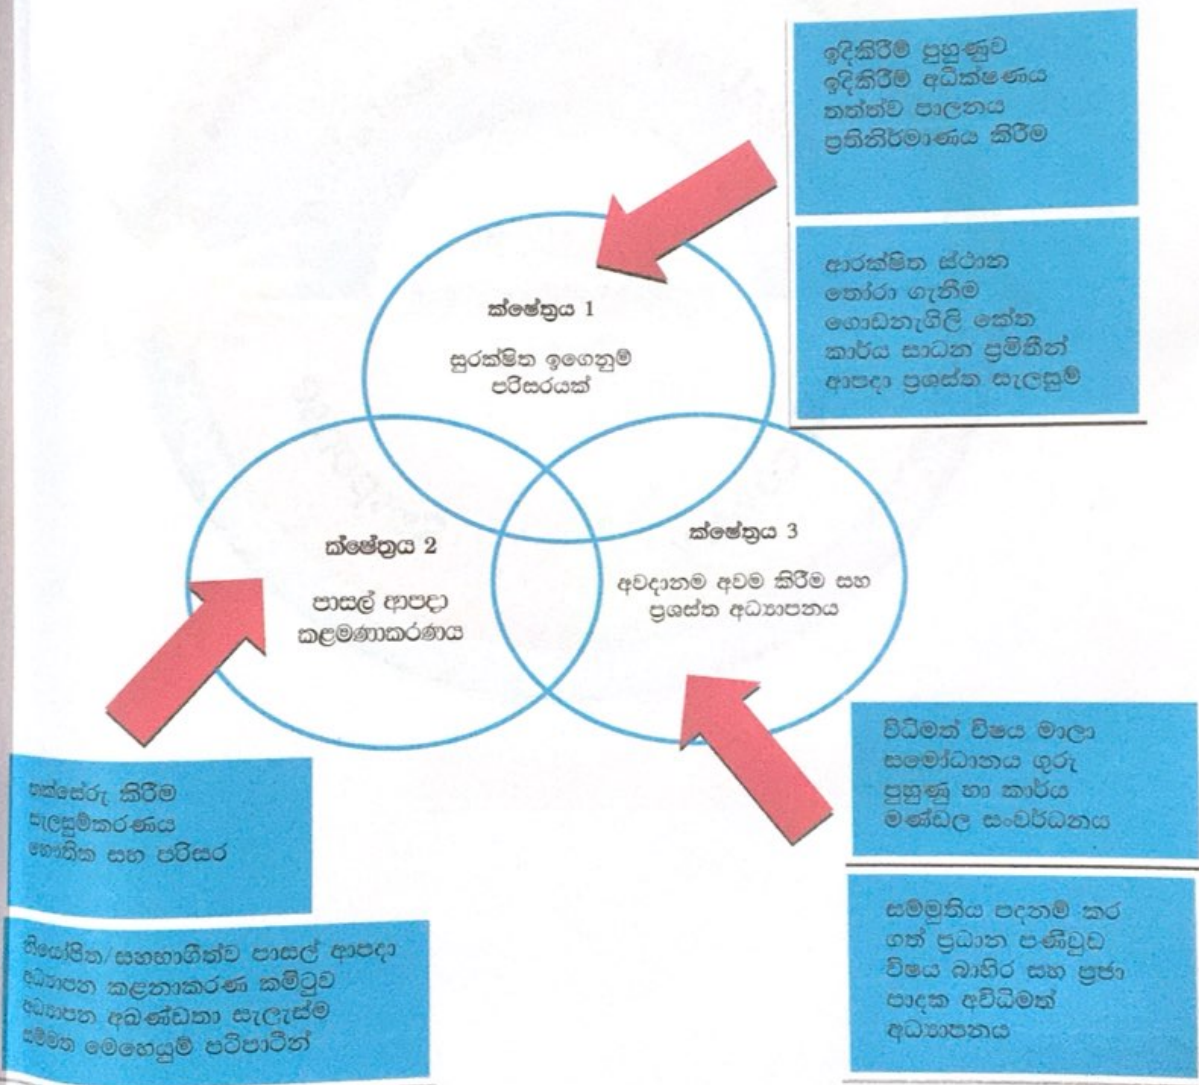 ඉදිකිරීම් පුහුණුව
ඉදිකිරීම් අධීක්ෂණය
තත්ත්ව පාලනය
ප්‍රතිනිර්මාණය කිරීම
ආරක්ෂිත ස්ථාන
තෝරා ගැනීම
ගොඩනැගිලි කේත
කාර්ය සාධන ප්‍රමිතීන්
ආපදා ප්‍රශස්ත සැලසුම්
ක්ෂේත්‍රය 1
සුරක්ෂිත ඉගෙනුම්
පරිසරයක්
ක්ෂේත්‍රය 2
පාසල් ආපදා
කළමණාකරණය
ක්ෂේත්‍රය 3
අවදානම අවම කිරීම සහ
ප්‍රශස්ත අධ්‍යාපනය
තක්සේරු කිරීම
සැලසුම්කරණය
භෞතික සහ පරිසර
නියෝජිත/සහභාගීත්ව පාසල් ආපදා
අධ්‍යාපන කළනාකරණ කමිටුව
අධ්‍යාපන අඛණ්ඩතා සැලැස්ම
සම්මත මෙහෙයුම් පටිපාටීන්
විධිමත් විෂය මාලා
සමෝධානය ගුරු
පුහුණු හා කාර්ය
මණ්ඩල සංවර්ධනය
සම්මුතිය පදනම් කර
ගත් ප්‍රධාන පණිවුඩ
විෂය බාහිර සහ ප්‍රජා
පාදක අවිධිමත්
අධ්‍යාපනය